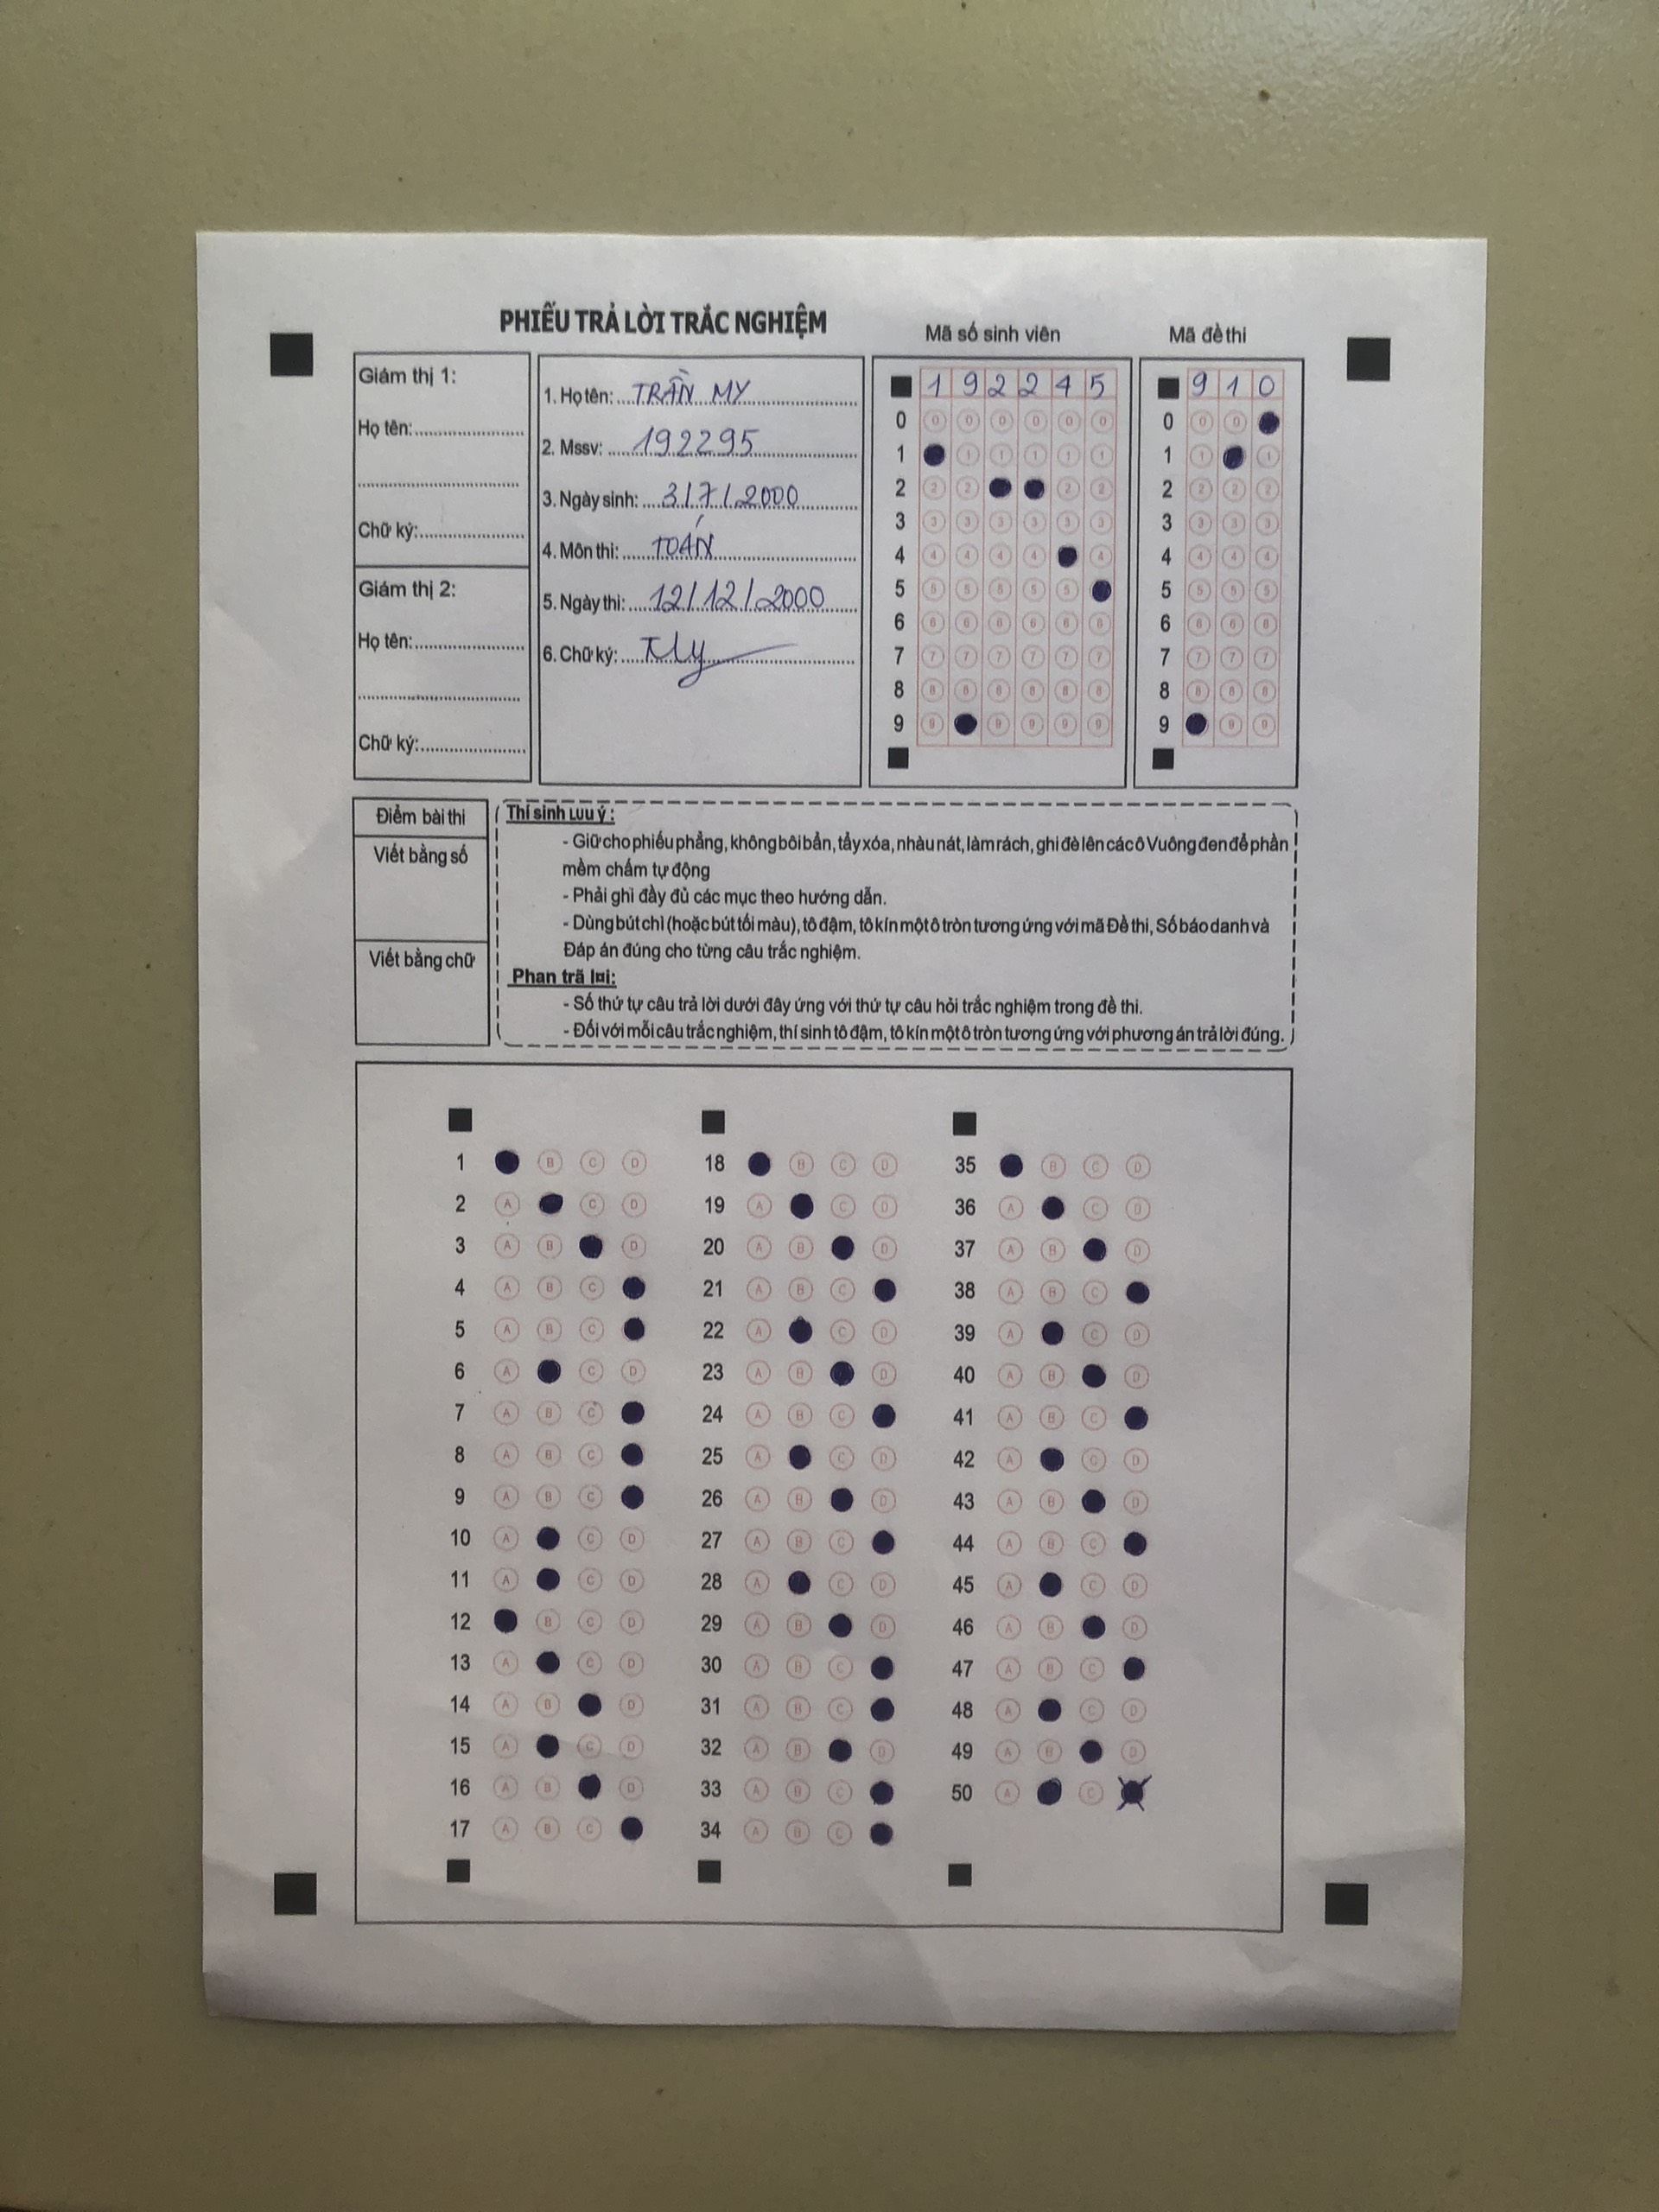 PHIẾU TRẢ LỜI TRẮC NGHIỆM
Giám thị 1:
Họ tên:
Chữ ký:
Giám thị 2:
Họ tên:
Chữ ký:
1. Họ tên: TRẦN MY
2. Mssv: 192295
3. Ngày sinh: 3/7/2000
4. Môn thi: TOÁN
5. Ngày thi: 12/12/2000
6. Chữ ký:
Mã số sinh viên
1 9 2 2 4 5
0 0 0 0 0 0 0
1 1 1 1 1 1
2 2 2 2 2
3 3 3 3 3 3 3
4 4 4 4 4 4
5 5 5 5 5 5
6 6 6 6 6 6 6
7 7 7 7 7 7 7
8 8 8 8 8 8 8
9 9 9 9 9 9
Mã đề thi
9 1 0
0 0 0
1 1 1
2 2 2 2
3 3 3 3
4 4 4 4
5 5 5 5
6 6 6 6
7 7 7 7
8 8 8 8
9 9 9
Điểm bài thi
Viết bằng số
Viết bằng chữ
Thí sinh Lưu ý :
- Giữ cho phiếu phẳng, không bôi bẩn, tẩy xóa, nhàu nát, làm rách, ghi đè lên các ô Vuông đen để phần
mềm chấm tự động
- Phải ghi đầy đủ các mục theo hướng dẫn.
- Dùng bút chì (hoặc bút tối màu), tô đậm, tô kín một ô tròn tương ứng với mã Đề thi, Số báo danh và
Đáp án đúng cho từng câu trắc nghiệm.
Phan trã l¤i:
- Số thứ tự câu trả lời dưới đây ứng với thứ tự câu hỏi trắc nghiệm trong đề thi.
- Đối với mỗi câu trắc nghiệm, thí sinh tô đậm, tô kín một ô tròn tương ứng với phương án trả lời đúng.
1 B C D
2 A C D
3 A B D
4 A B C
5 A B C
6 A C D
7 A B C
8 A B C
9 A B C
10 A C D
11 A C D
12 B C D
13 A C D
14 A B D
15 A C D
16 A B D
17 A B C
18 B C D
19 A C D
20 A B D
21 A B C
22 A C D
23 A B D
24 A B C
25 A C D
26 A B D
27 A B C
28 A C D
29 A B D
30 A B C
31 A B C
32 A B D
33 A B C
34 A B C
35 B C D
36 A C D
37 A B D
38 A B C
39 A C D
40 A B D
41 A B C
42 A C D
43 A B D
44 A B C
45 A C D
46 A B D
47 A B C
48 A C D
49 A B D
50 A C